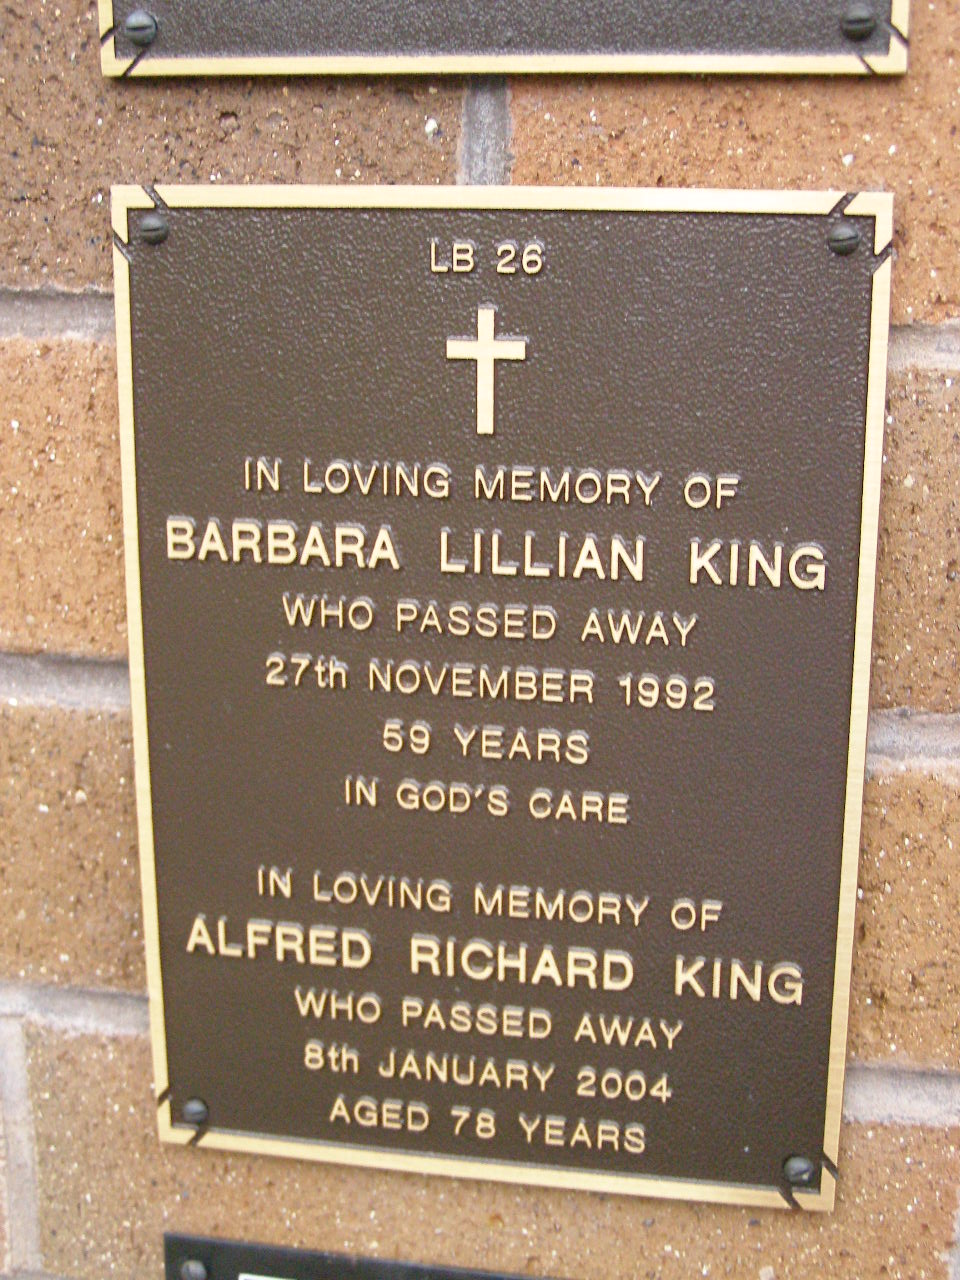 LB 26
IN LOVING MEMORY OF
BARBARA LILLIAN KING
WHO PASSED AWAY
27th NOVEMBER 1992
59 YEARS
IN GOD'S CARE
IN LOVING MEMORY OF
ALFRED RICHARD KING
WHO PASSED AWAY
8th JANUARY 2004
AGED 78 YEARS